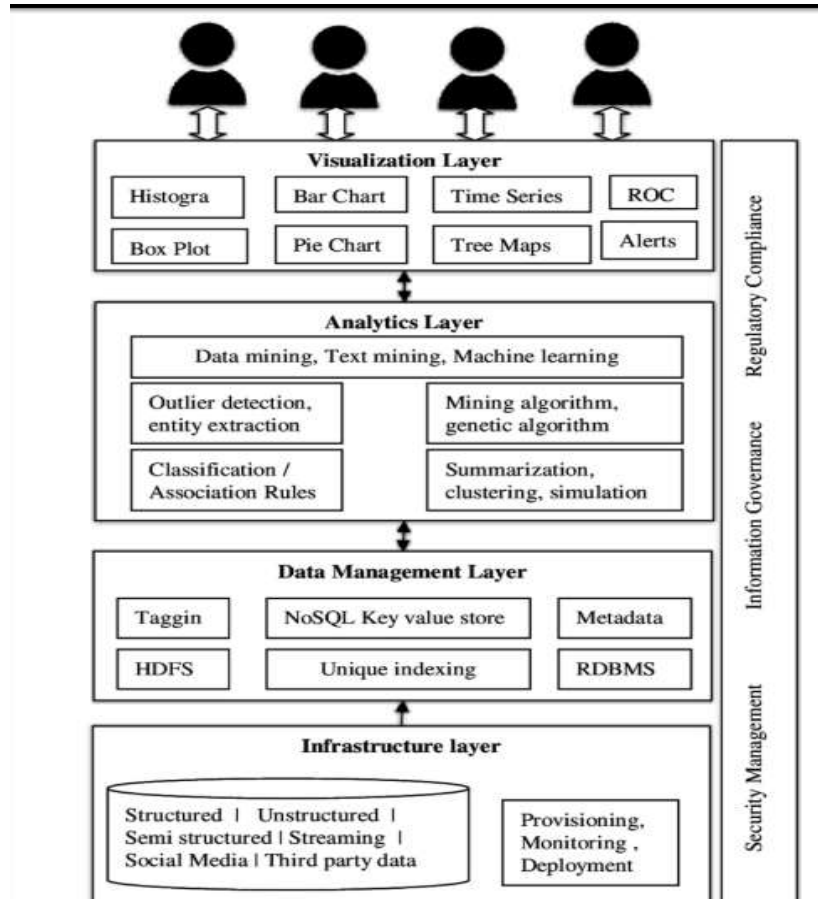 Visualization Layer
Histogra
Bar Chart
Time Series
ROC
Box Plot
Pie Chart
Tree Maps
Alerts
Analytics Layer
Data mining, Text mining, Machine learning
Outlier detection,
entity extraction
Mining algorithm,
genetic algorithm
Classification /
Association Rules
Summarization,
clustering, simulation
Data Management Layer
Taggin
NoSQL Key value store
Metadata
HDFS
Unique indexing
RDBMS
Infrastructure layer
Structured | Unstructured |
Semi structured | Streaming |
Social Media | Third party data
Provisioning,
Monitoring ,
Deployment
Regulatory Compliance
Information Governance
Security Management